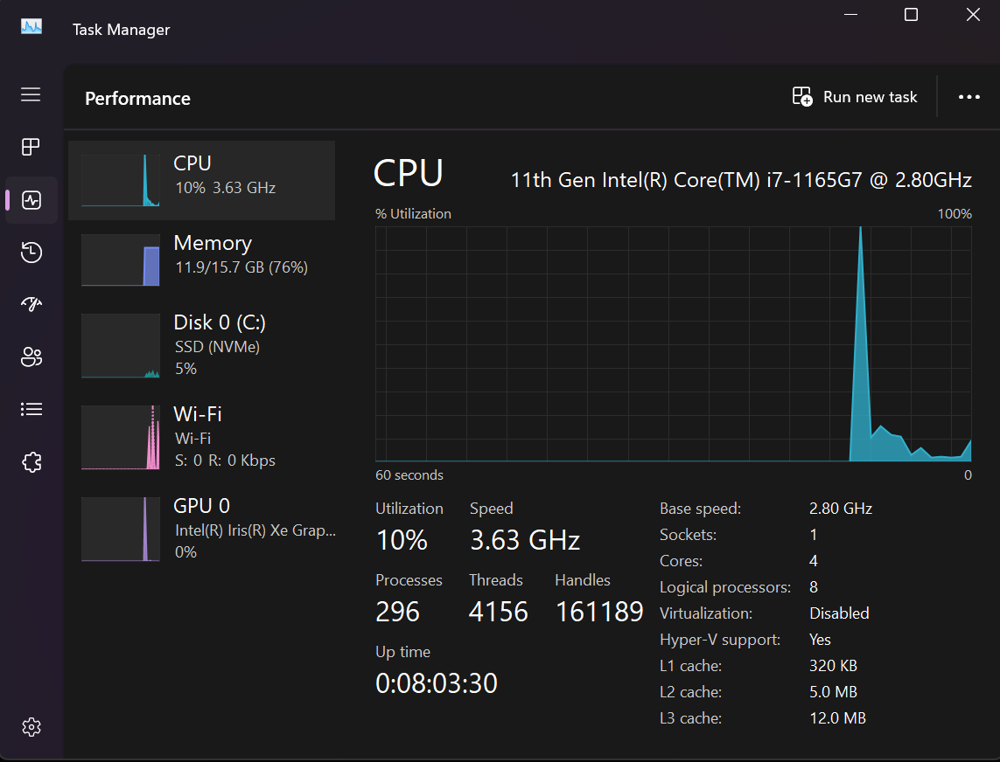 Task Manager
Performance
Run new task
CPU
10% 3.63 GHz
Memory
11.9/15.7 GB (76%)
Disk 0 (C:)
SSD (NVMe)
5%
Wi-Fi
Wi-Fi
S: 0 R: 0 Kbps
GPU 0
Intel(R) Iris(R) Xe Grap...
0%
CPU
11th Gen Intel(R) Core(TM) i7-1165G7 @ 2.80GHz
% Utilization
100%
60 seconds
0
Utilization
10%
Speed
3.63 GHz
Processes
296
Threads
4156
Handles
161189
Up time
0:08:03:30
Base speed: 2.80 GHz
Sockets: 1
Cores: 4
Logical processors: 8
Virtualization: Disabled
Hyper-V support: Yes
L1 cache: 320 KB
L2 cache: 5.0 MB
L3 cache: 12.0 MB